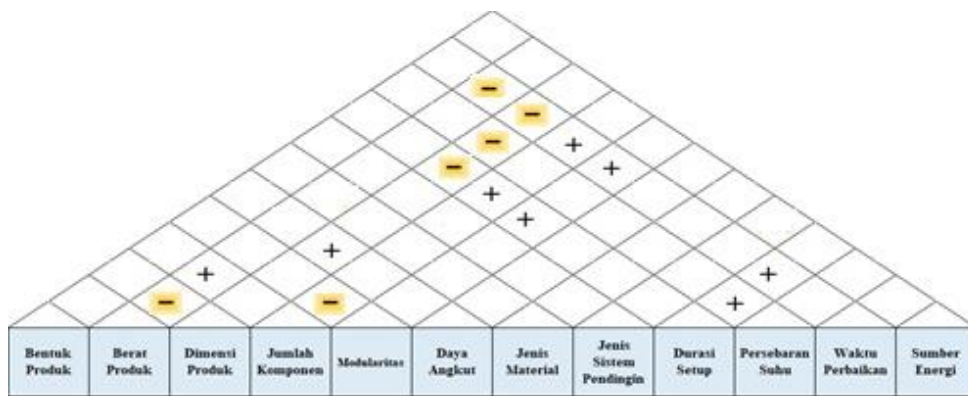 −
−
+
−
+
−
+
+
+
+
+
+
−
−
+
Bentuk Produk
Berat Produk
Dimensi Produk
Jumlah Komponen
Modularitas
Daya Angkut
Jenis Material
Jenis Sistem Pendingin
Durasi Setup
Persebaran Suhu
Waktu Perbaikan
Sumber Energi